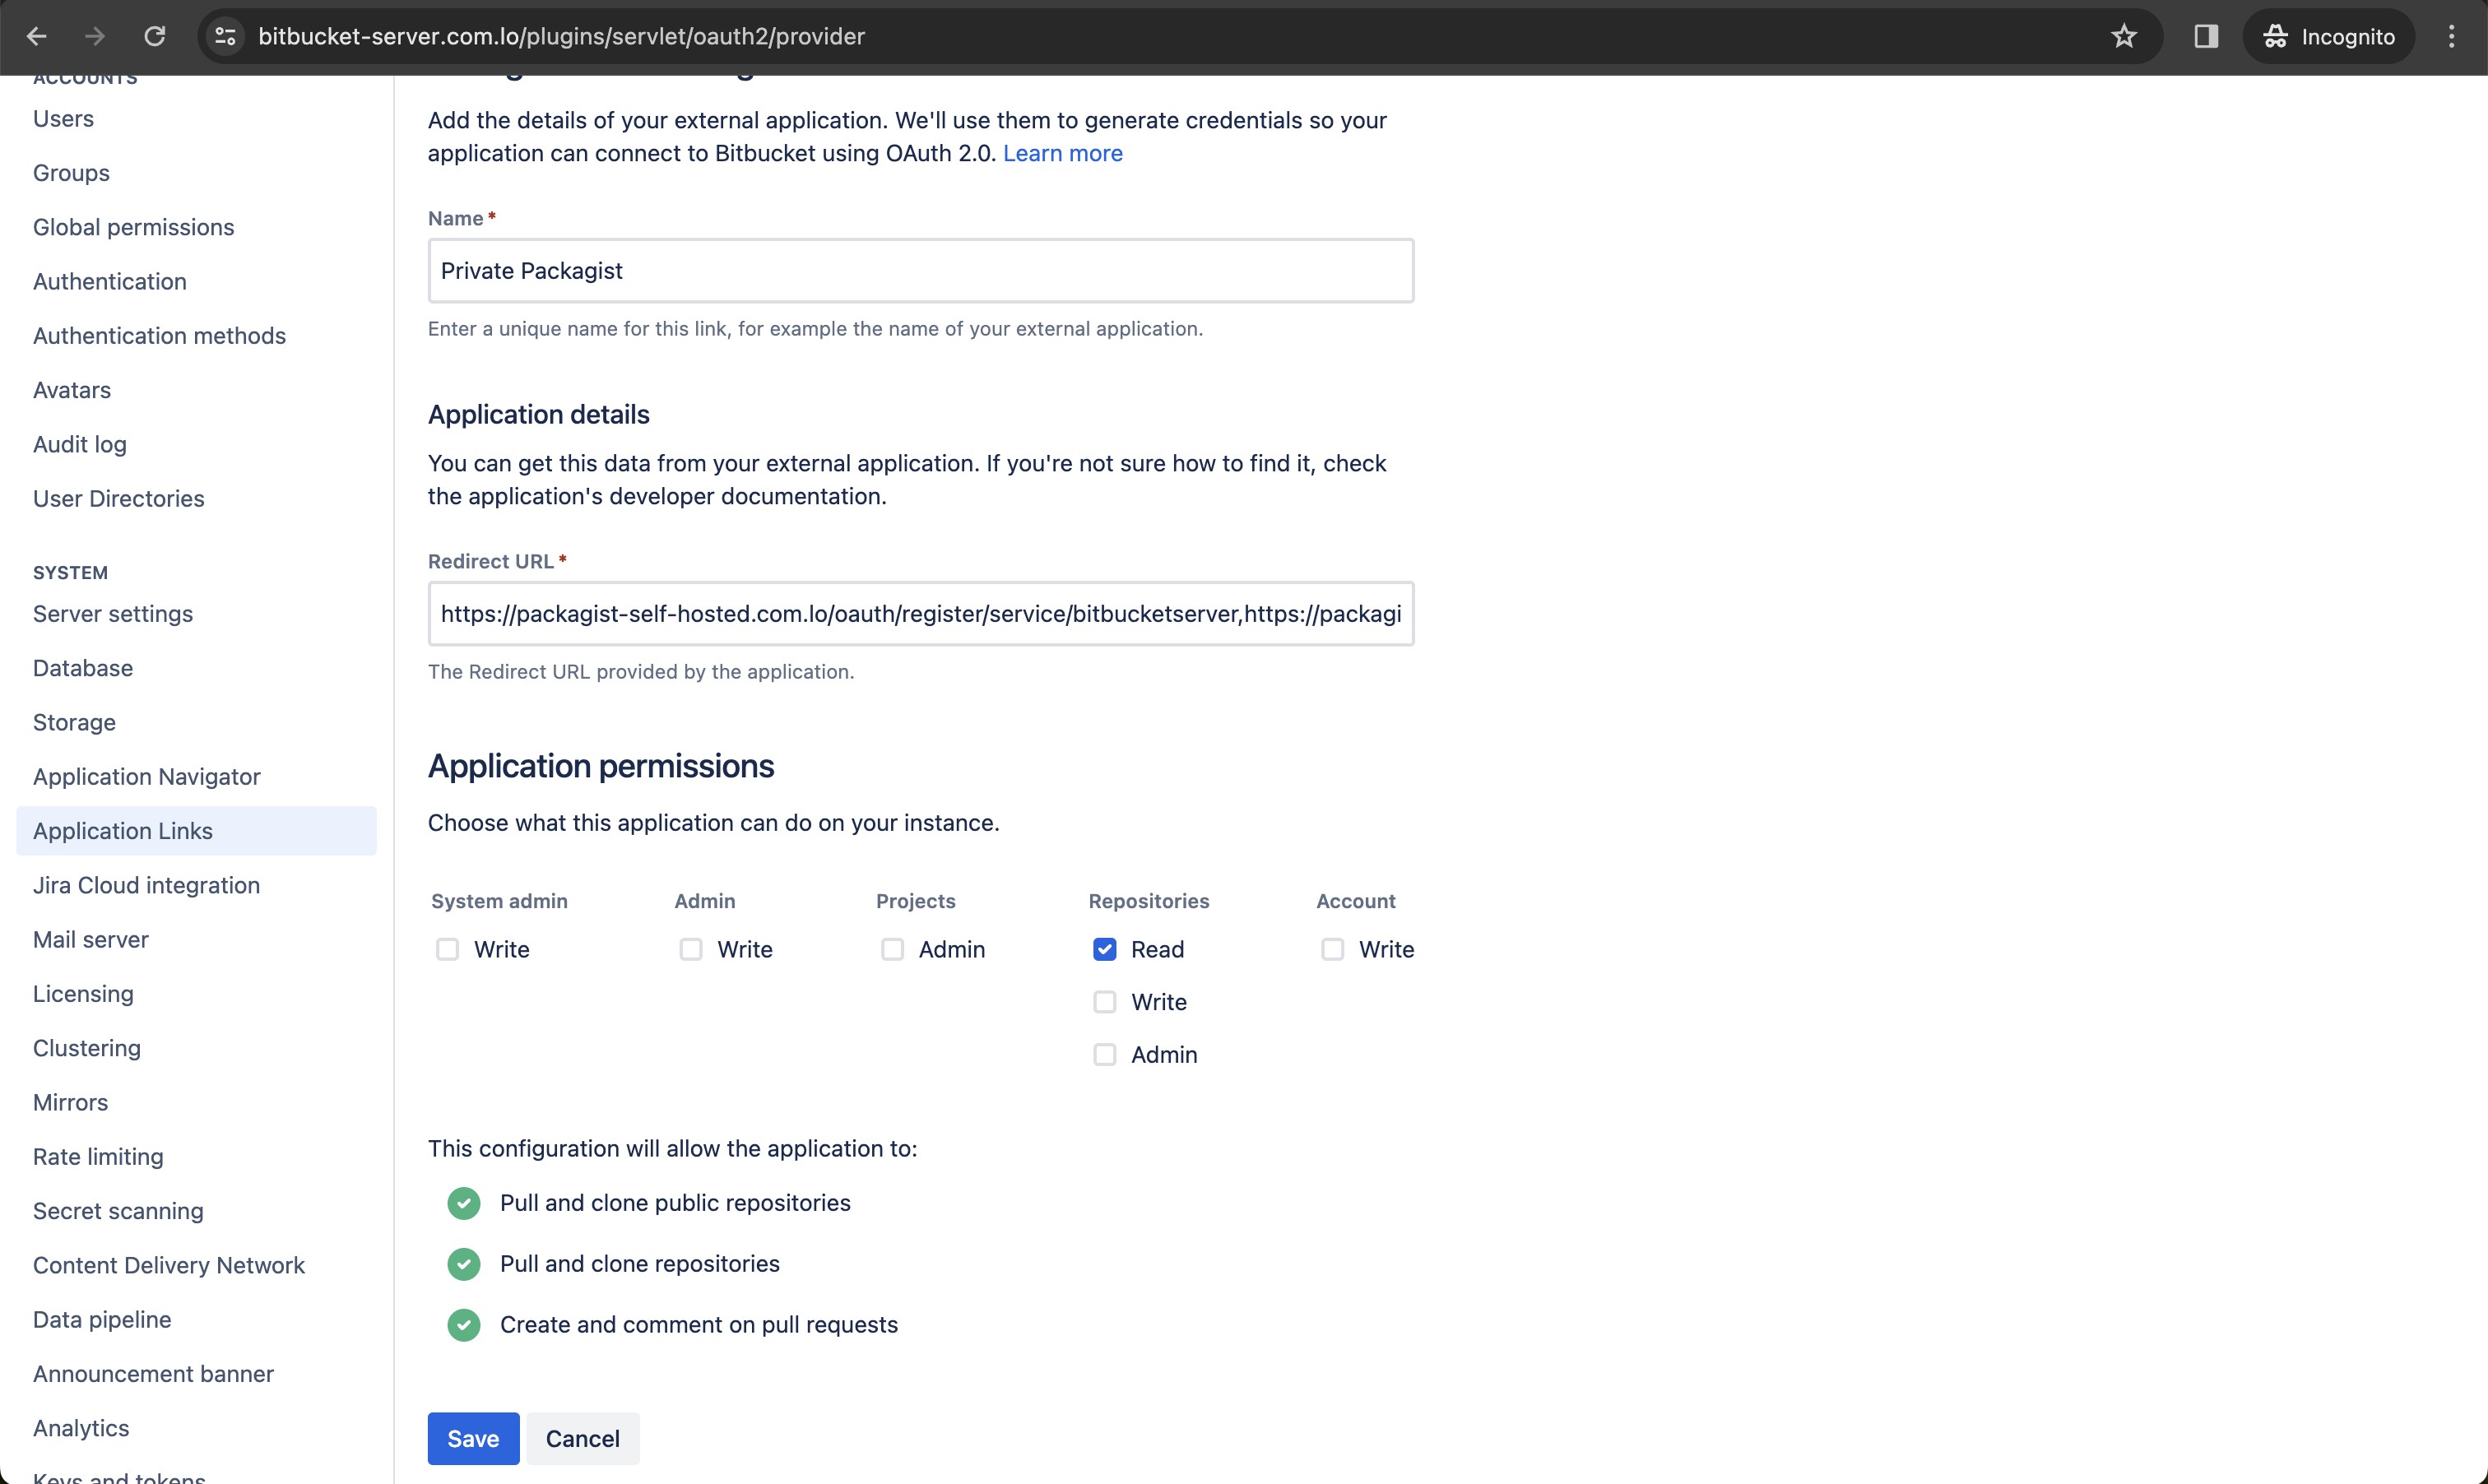 bitbucket-server.com.lo/plugins/servlet/oauth2/provider
Incognito
ACCOUNTS
Users
Groups
Global permissions
Authentication
Authentication methods
Avatars
Audit log
User Directories
SYSTEM
Server settings
Database
Storage
Application Navigator
Application Links
Jira Cloud integration
Mail server
Licensing
Clustering
Mirrors
Rate limiting
Secret scanning
Content Delivery Network
Data pipeline
Announcement banner
Analytics
Keys and tokens
Add the details of your external application. We'll use them to generate credentials so your
application can connect to Bitbucket using OAuth 2.0. Learn more
Name *
Private Packagist
Enter a unique name for this link, for example the name of your external application.
Application details
You can get this data from your external application. If you're not sure how to find it, check
the application's developer documentation.
Redirect URL *
https://packagist-self-hosted.com.lo/oauth/register/service/bitbucketserver,https://packagi
The Redirect URL provided by the application.
Application permissions
Choose what this application can do on your instance.
System admin Admin Projects Repositories Account
Write Write Admin Read Write
Write
Admin
This configuration will allow the application to:
Pull and clone public repositories
Pull and clone repositories
Create and comment on pull requests
Save Cancel